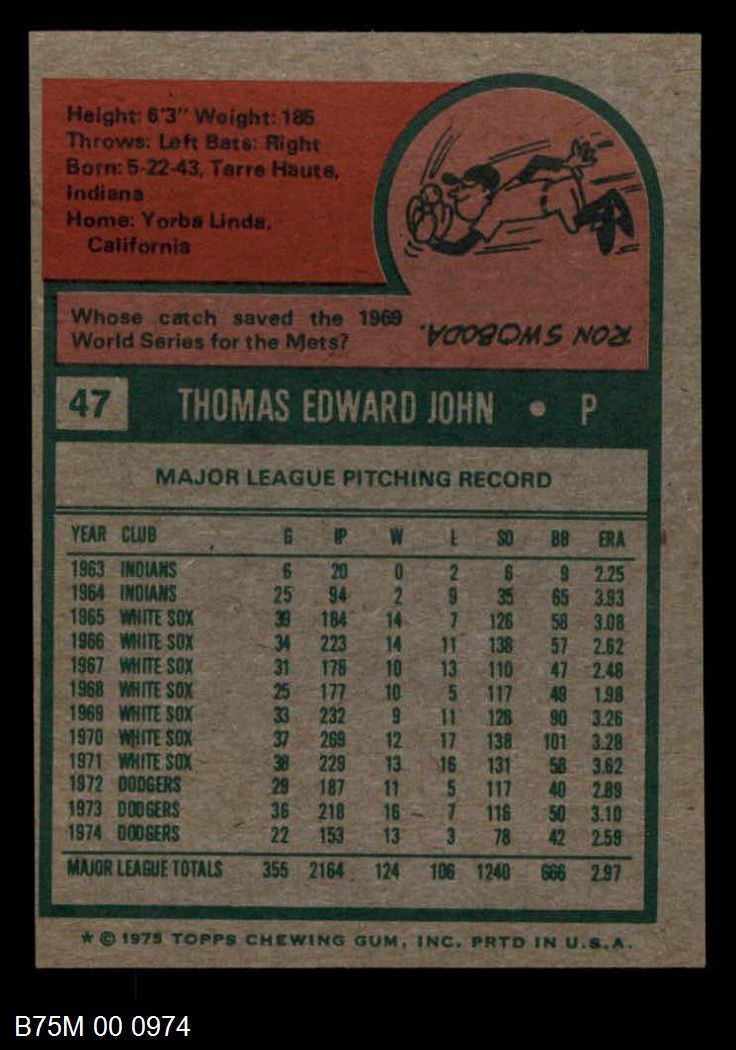 Height: 6'3" Weight: 185
Throws: Left Bats: Right
Born: 5-22-43, Terre Haute,
Indiana
Home: Yorba Linda,
California
Whose catch saved the 1969
World Series for the Mets?
RON SWOBODA.
47 THOMAS EDWARD JOHN • P
MAJOR LEAGUE PITCHING RECORD
YEAR CLUB G IP W L SO BB ERA
1963 INDIANS 6 20 0 2 6 9 2.25
1964 INDIANS 25 94 2 9 35 65 3.93
1965 WHITE SOX 39 184 14 7 126 58 3.08
1966 WHITE SOX 34 223 14 11 138 57 2.62
1967 WHITE SOX 31 178 10 13 110 47 2.48
1968 WHITE SOX 25 177 10 5 117 49 1.98
1969 WHITE SOX 33 232 9 11 128 90 3.26
1970 WHITE SOX 37 269 12 17 138 101 3.28
1971 WHITE SOX 38 229 13 16 131 58 3.62
1972 DODGERS 29 187 11 5 117 40 2.89
1973 DODGERS 36 218 16 7 116 50 3.10
1974 DODGERS 22 153 13 3 78 42 2.59
MAJOR LEAGUE TOTALS 355 2164 124 106 1240 666 2.97
* © 1975 TOPPS CHEWING GUM, INC. PRTD IN U.S.A.
B75M 00 0974